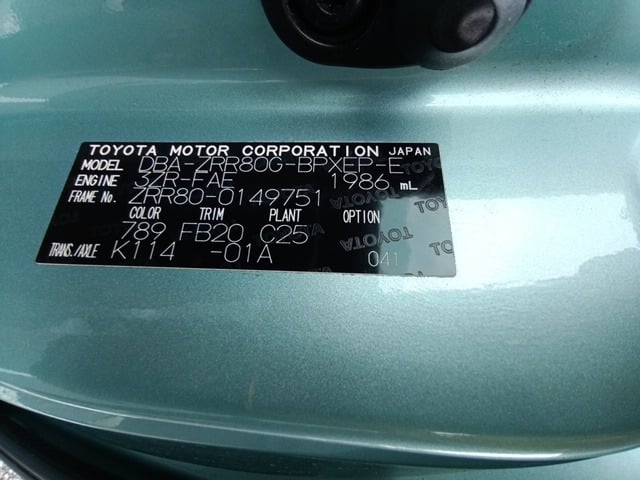 TOYOTA MOTOR CORPORATION JAPAN
MODEL DBA-ZRR80G-BPXEP-E
ENGINE 3ZR-FAE 1986 mL
FRAME No. ZRR80-0149751
COLOR TRIM PLANT OPTION
789 FB20 C25
TRANS./AXLE K114 -01A 041